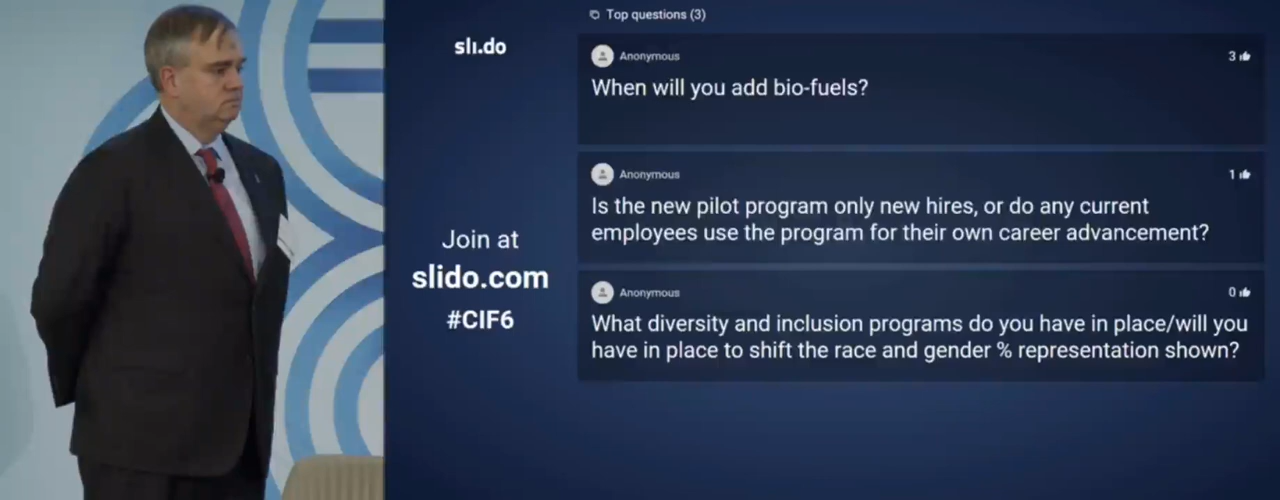 Top questions (3)
slı.do
Anonymous
3
When will you add bio-fuels?
Anonymous
1
Is the new pilot program only new hires, or do any current
employees use the program for their own career advancement?
Join at
slido.com
#CIF6
Anonymous
0
What diversity and inclusion programs do you have in place/will you
have in place to shift the race and gender % representation shown?